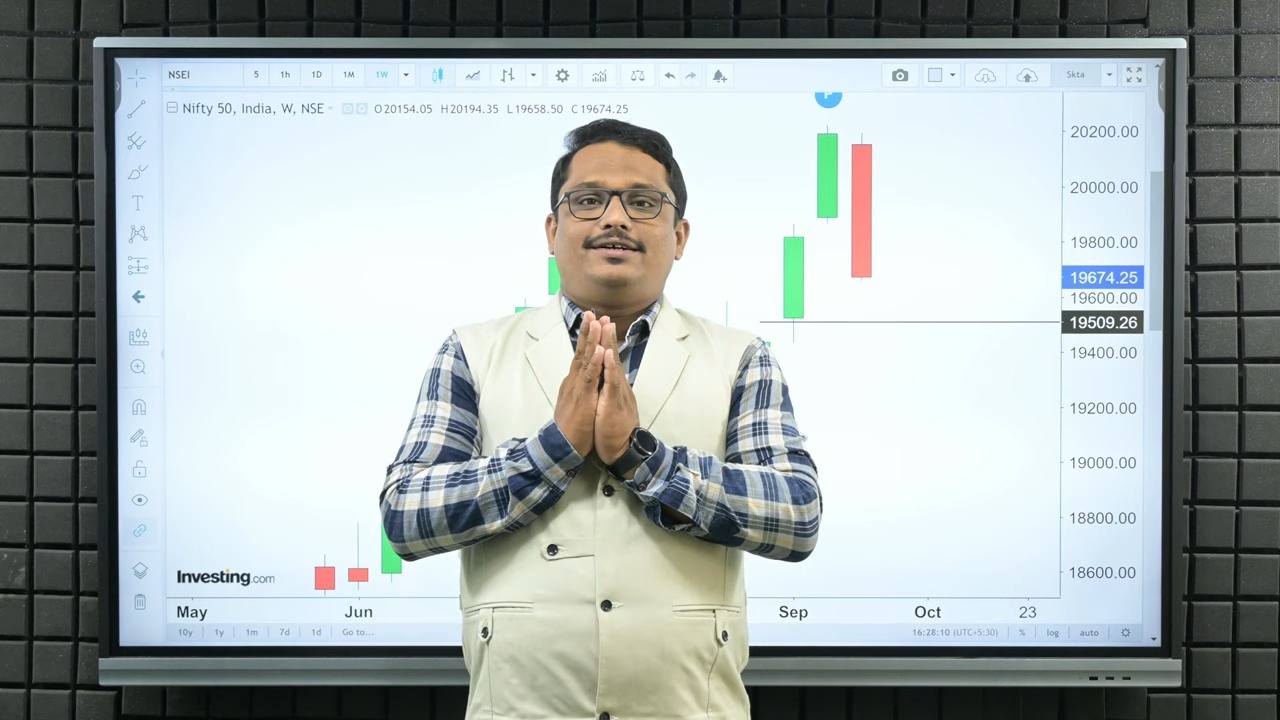 NSEI 5 1h 1D 1M 1W Skta
Nifty 50, India, W, NSE O20154.05 H20194.35 L19658.50 C19674.25
P
20200.00
20000.00
19800.00
19674.25
19600.00
19509.26
19400.00
19200.00
19000.00
18800.00
18600.00
T
Investing.com
May Jun Sep Oct 23
10y 1y 1m 7d 1d Go to... 16:28:10 (UTC+5:30) % log auto